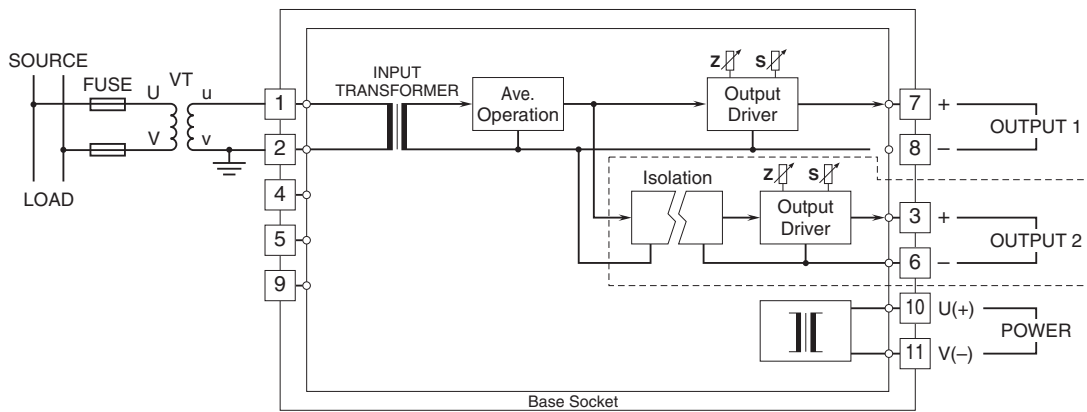 SOURCE
FUSE
VT
U
u
V
v
LOAD
1
2
4
5
9
INPUT
TRANSFORMER
Ave.
Operation
Z
S
Output
Driver
7
+
8
–
OUTPUT 1
Isolation
Z
S
Output
Driver
3
+
6
–
OUTPUT 2
10
U(+)
11
V(–)
POWER
Base Socket